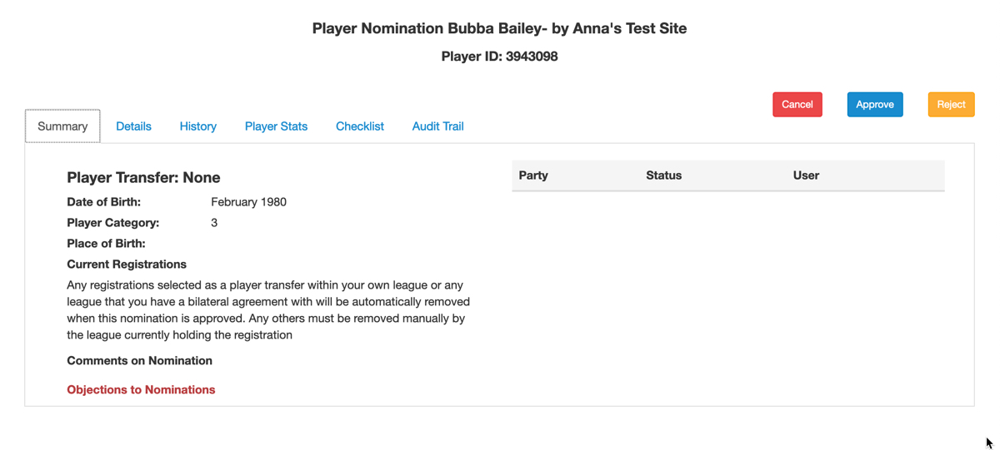 Player Nomination Bubba Bailey- by Anna's Test Site
Player ID: 3943098
Cancel Approve Reject
Summary Details History Player Stats Checklist Audit Trail
Player Transfer: None
Date of Birth: February 1980
Player Category: 3
Place of Birth:
Current Registrations
Any registrations selected as a player transfer within your own league or any
league that you have a bilateral agreement with will be automatically removed
when this nomination is approved. Any others must be removed manually by
the league currently holding the registration
Comments on Nomination
Objections to Nominations
Party Status User